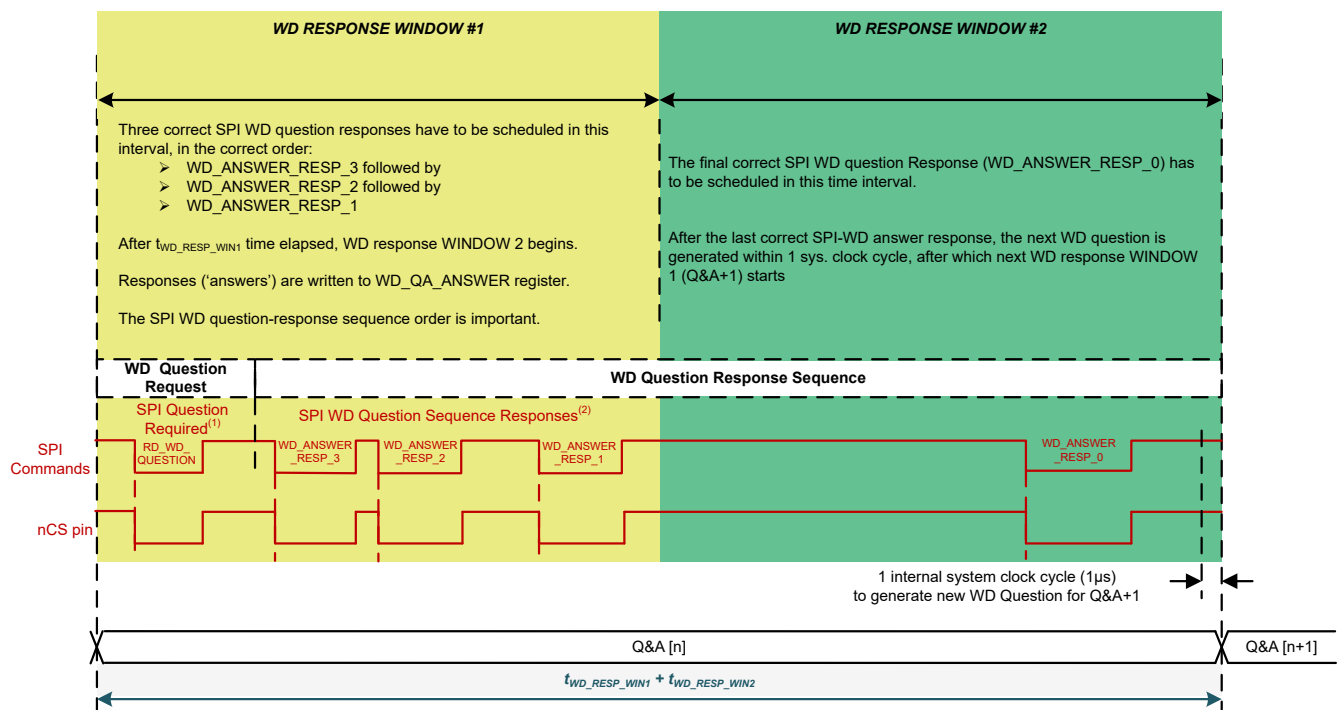 WD RESPONSE WINDOW #1
WD RESPONSE WINDOW #2
Three correct SPI WD question responses have to be scheduled in this
interval, in the correct order:
➢ WD_ANSWER_RESP_3 followed by
➢ WD_ANSWER_RESP_2 followed by
➢ WD_ANSWER_RESP_1
After tWD_RESP_WIN1 time elapsed, WD response WINDOW 2 begins.
Responses (‘answers’) are written to WD_QA_ANSWER register.
The SPI WD question-response sequence order is important.
The final correct SPI WD question Response (WD_ANSWER_RESP_0) has
to be scheduled in this time interval.
After the last correct SPI-WD answer response, the next WD question is
generated within 1 sys. clock cycle, after which next WD response WINDOW
1 (Q&A+1) starts
WD Question
Request
WD Question Response Sequence
SPI Question
Required(1)
SPI WD Question Sequence Responses(2)
SPI
Commands
RD_WD_
QUESTION
WD_ANSWER
_RESP_3
WD_ANSWER
_RESP_2
WD_ANSWER
_RESP_1
WD_ANSWER
_RESP_0
nCS pin
1 internal system clock cycle (1µs)
to generate new WD Question for Q&A+1
Q&A [n]
Q&A [n+1]
tWD_RESP_WIN1 + tWD_RESP_WIN2